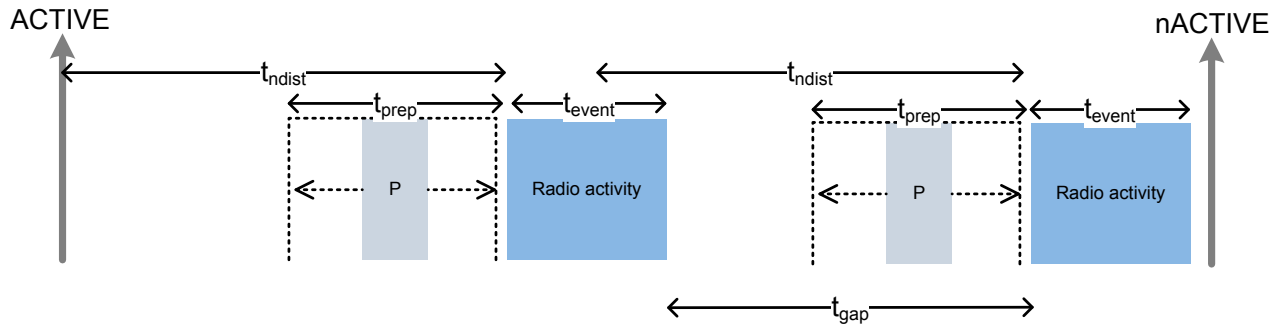 ACTIVE
nACTIVE
tndist
tndist
tprep
tevent
tprep
tevent
P
Radio activity
P
Radio activity
tgap